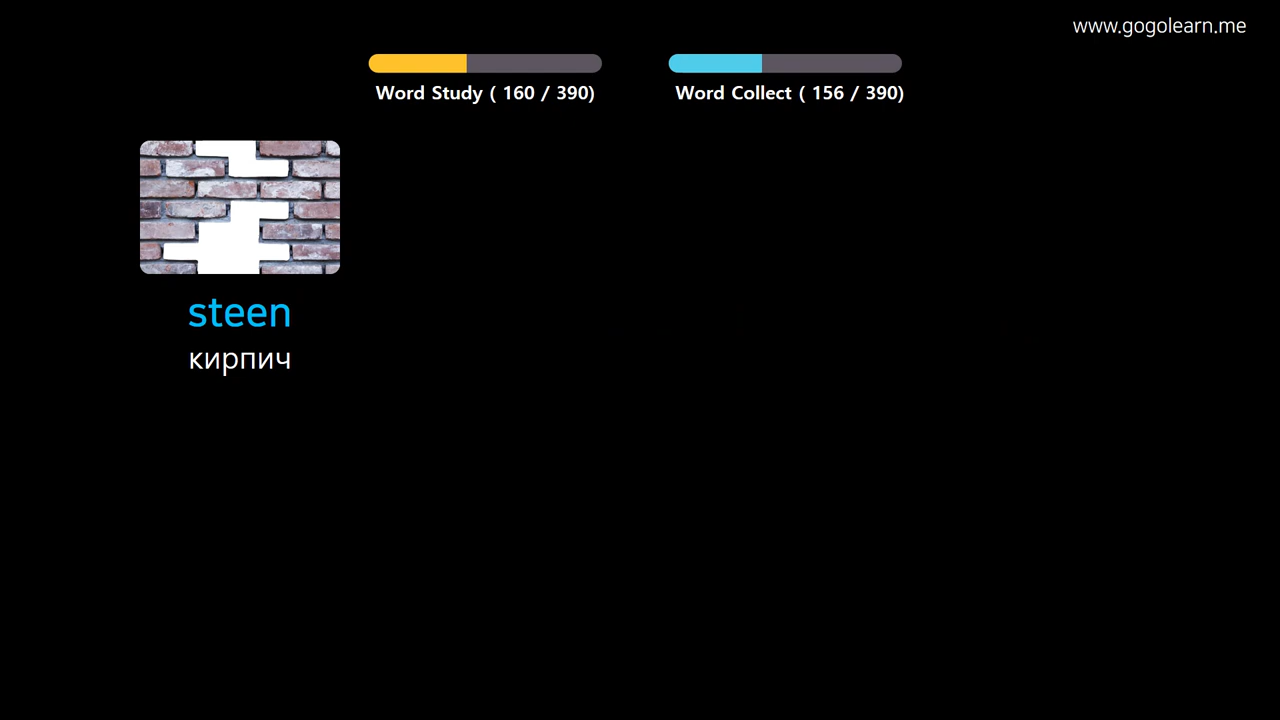 www.gogolearn.me
Word Study ( 160 / 390)
Word Collect ( 156 / 390)
steen
кирпич